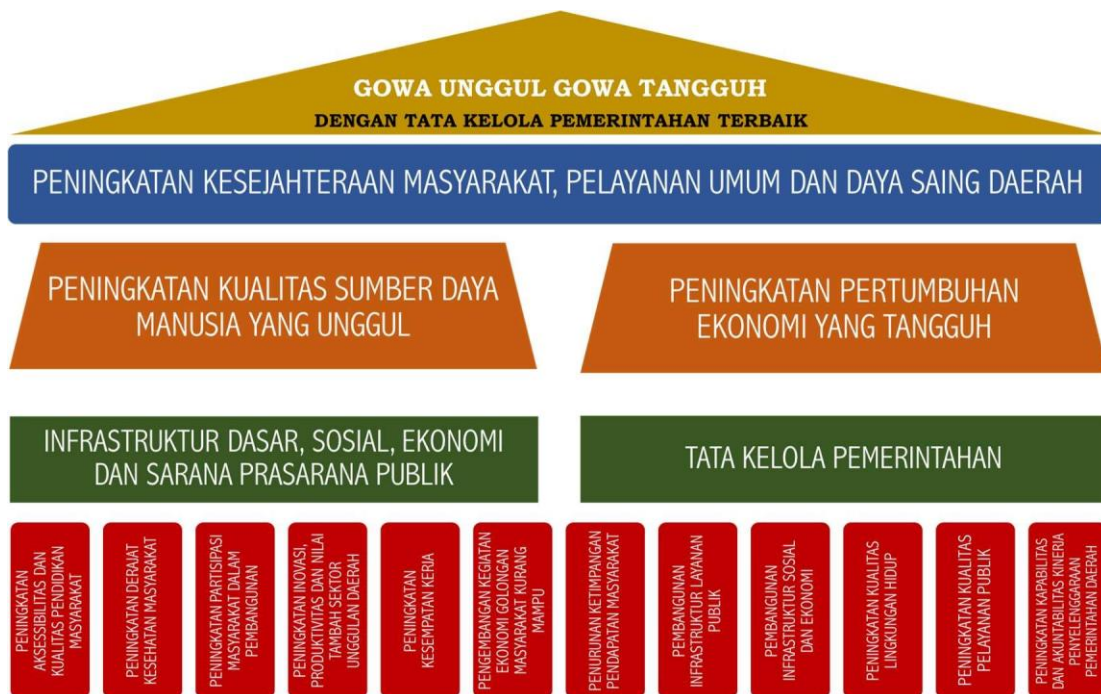 GOWA UNGGUL GOWA TANGGUH
DENGAN TATA KELOLA PEMERINTAHAN TERBAIK
PENINGKATAN KESEJAHTERAAN MASYARAKAT, PELAYANAN UMUM DAN DAYA SAING DAERAH
PENINGKATAN KUALITAS SUMBER DAYA
MANUSIA YANG UNGGUL
PENINGKATAN PERTUMBUHAN
EKONOMI YANG TANGGUH
INFRASTRUKTUR DASAR, SOSIAL, EKONOMI
DAN SARANA PRASARANA PUBLIK
TATA KELOLA PEMERINTAHAN
PENINGKATAN
AKSESSIBILITAS DAN
KUALITAS PENDIDIKAN
MASYARAKAT
PENINGKATAN DERAJAT
KESEHATAN MASYARAKAT
PENINGKATAN PARTISIPASI
MASYARAKAT DALAM
PEMBANGUNAN
PENINGKATAN INOVASI,
PRODUKTIVITAS DAN NILAI
TAMBAH SEKTOR
UNGGULAN DAERAH
PENINGKATAN
KESEMPATAN KERJA
PENGEMBANGAN KEGIATAN
EKONOMI GOLONGAN
MASYARAKAT KURANG
MAMPU
PENURUNAN KETIMPANGAN
PENDAPATAN MASYARAKAT
PEMBANGUNAN
INFRASTRUKTUR LAYANAN
PUBLIK
PEMBANGUNAN
INFRASTRUKTUR SOSIAL
DAN EKONOMI
PENINGKATAN KUALITAS
LINGKUNGAN HIDUP
PENINGKATAN KUALITAS
PELAYANAN PUBLIK
PENINGKATAN KAPABILITAS
DAN AKUNTABILITAS KINERJA
PENYELENGGARAAN
PEMERINTAH DAERAH